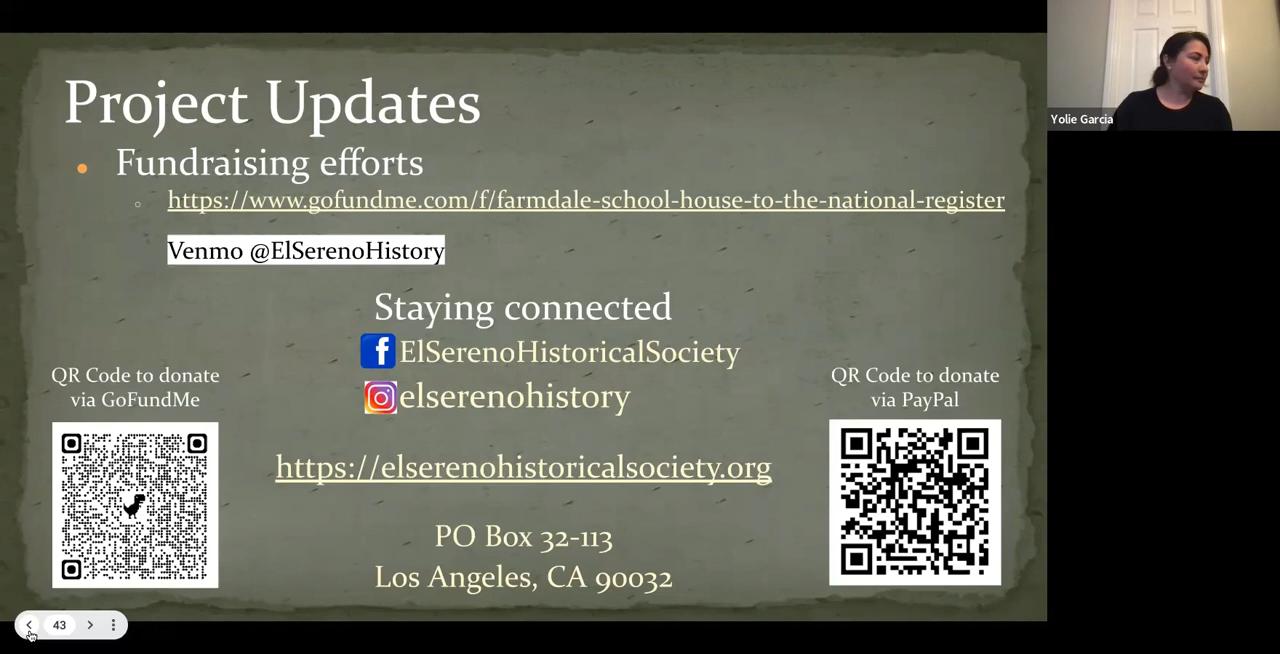 Project Updates
Fundraising efforts
https://www.gofundme.com/f/farmdale-school-house-to-the-national-register
Venmo @ElSerenoHistory
Staying connected
ElSerenoHistoricalSociety
elserenohistory
QR Code to donate
via GoFundMe
QR Code to donate
via PayPal
https://elserenohistoricalsociety.org
PO Box 32-113
Los Angeles, CA 90032
43
Yolie Garcia